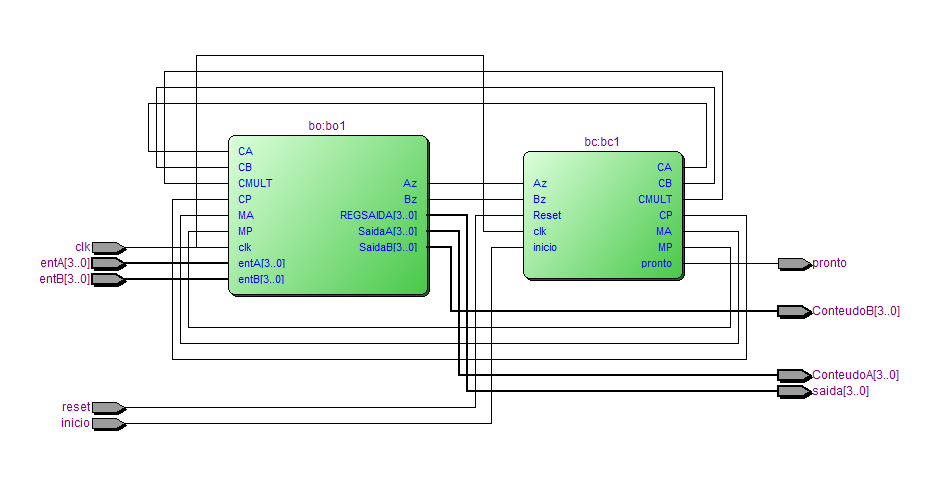 bo:bo1
CA
CB
CMULT
CP
MA
MP
clk
entA[3..0]
entB[3..0]
Az
Bz
REGSAIDA[3..0]
SaidaA[3..0]
SaidaB[3..0]
bc:bc1
Az
Bz
Reset
clk
inicio
CA
CB
CMULT
CP
MA
MP
pronto
clk
entA[3..0]
entB[3..0]
reset
inicio
pronto
ConteudoB[3..0]
ConteudoA[3..0]
saida[3..0]